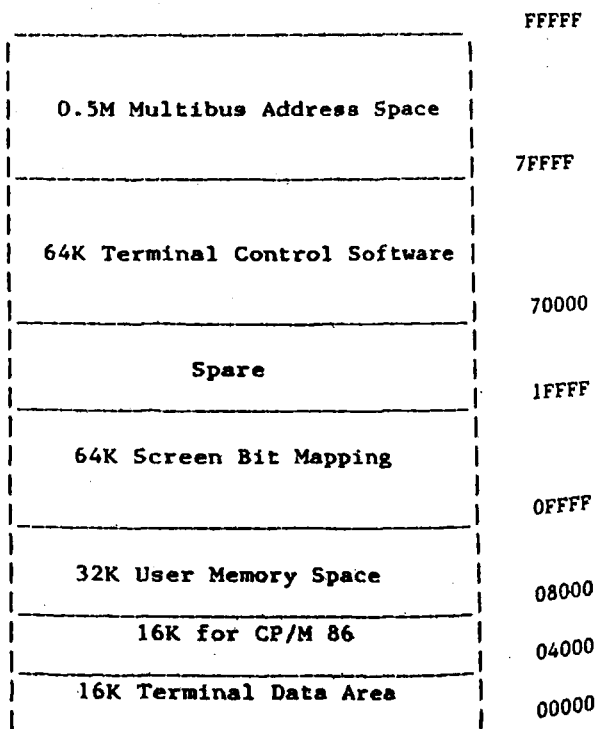 FFFFF
0.5M Multibus Address Space
7FFFF
64K Terminal Control Software
70000
Spare
1FFFF
64K Screen Bit Mapping
0FFFF
32K User Memory Space
08000
16K for CP/M 86
04000
16K Terminal Data Area
00000